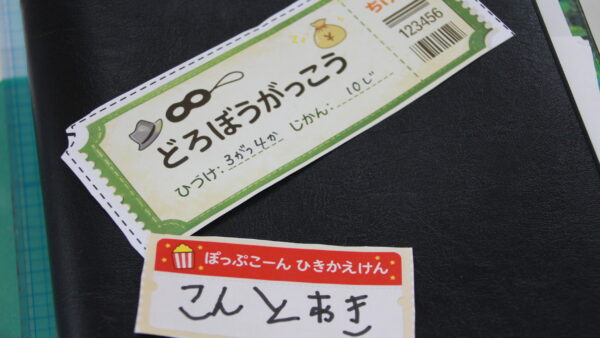 ちけ
123456
どろぼうがっこう
ひづけ: 3がつ4か じかん: 10じ
ぽっぷこーん ひきかえけん
こんとあき